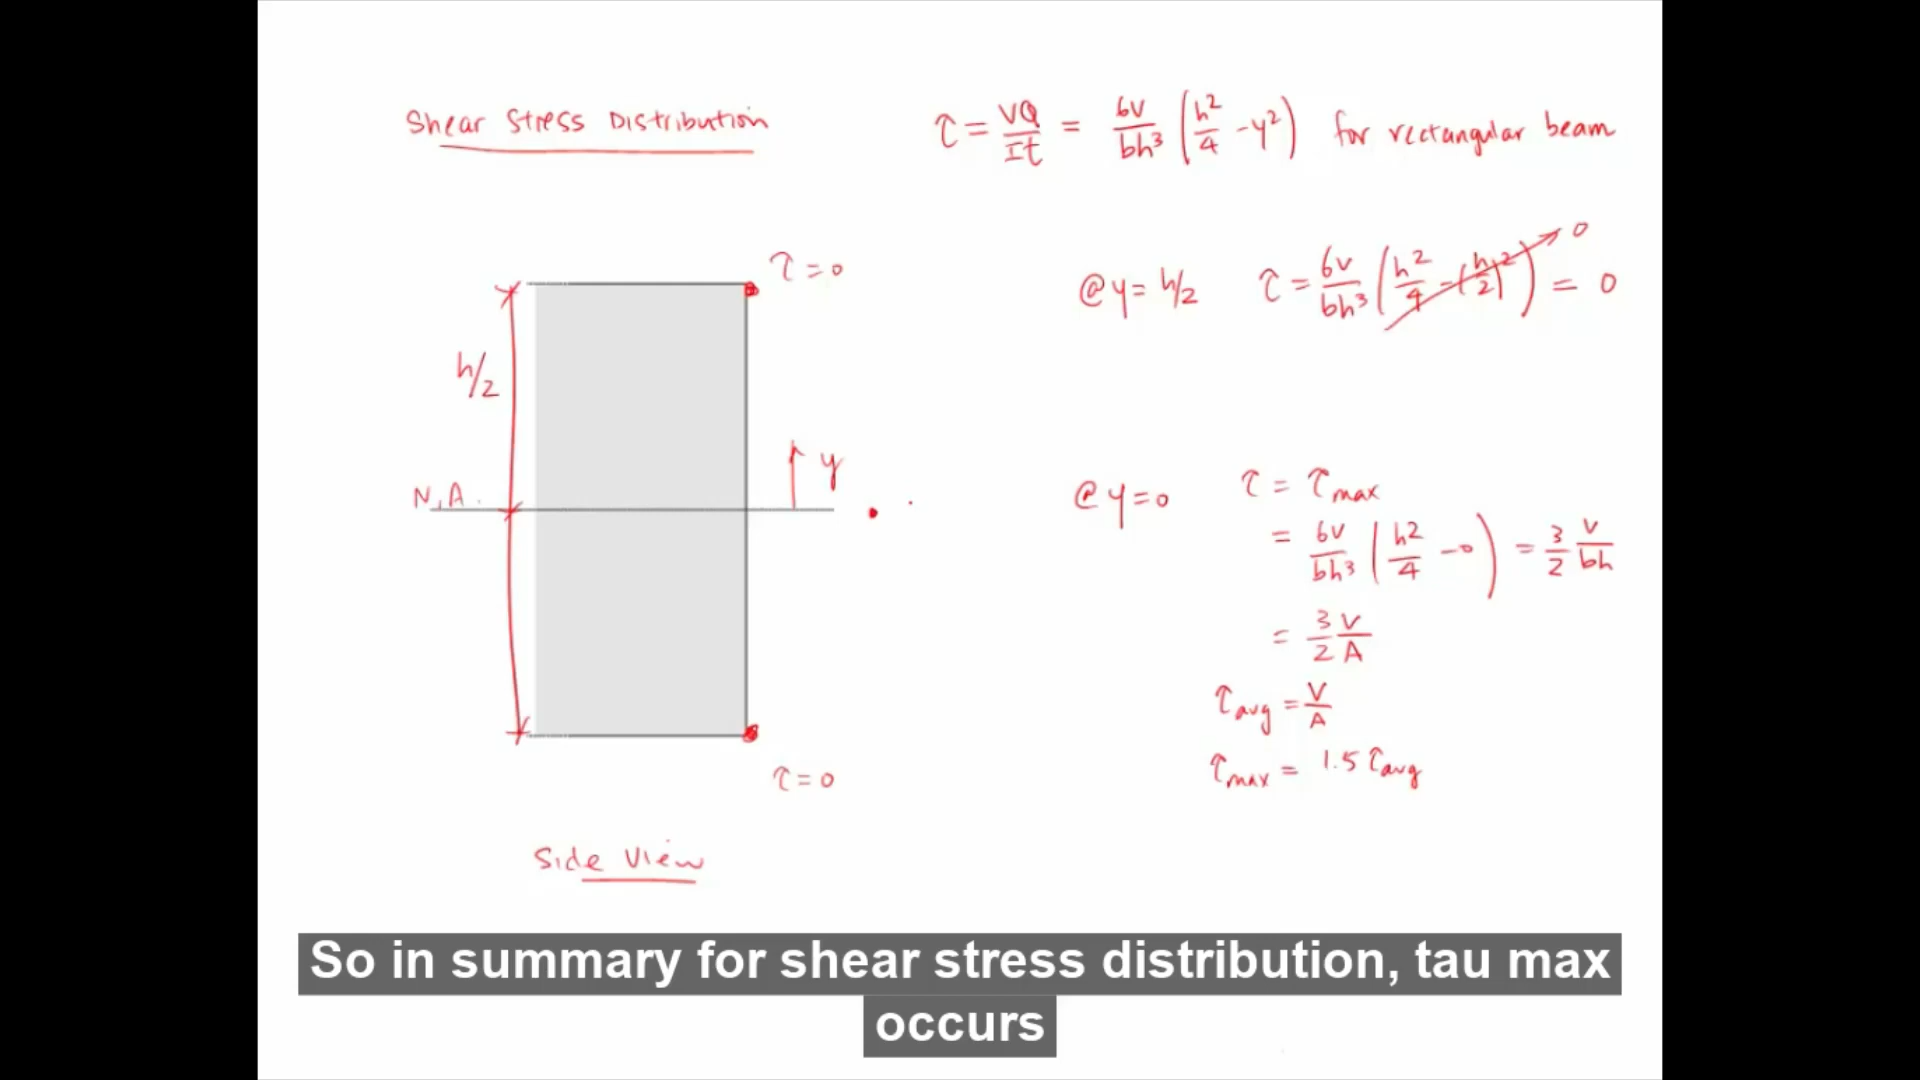 Shear Stress Distribution
τ = VQ/It = 6V/bh³ (h²/4 - y²) for rectangular beam
τ = 0
@ y = h/2 τ = 6V/bh³ (h²/4 - (h/2)²) = 0
0
h/2
y
N.A.
@ y = 0 τ = τmax
= 6V/bh³ (h²/4 - 0) = 3/2 V/bh
= 3/2 V/A
τavg = V/A
τmax = 1.5 τavg
τ = 0
Side View
So in summary for shear stress distribution, tau max
occurs